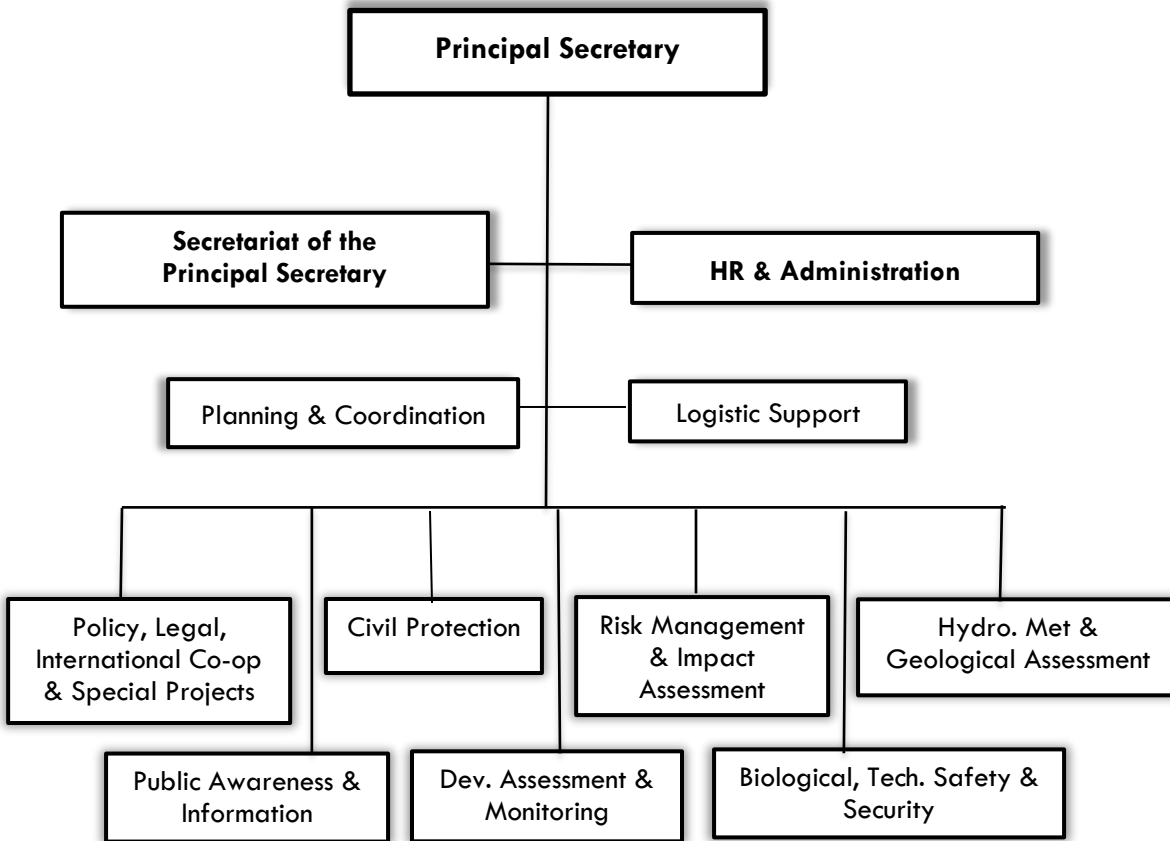 Principal Secretary
Secretariat of the
Principal Secretary
HR & Administration
Planning & Coordination
Logistic Support
Policy, Legal,
International Co-op
& Special Projects
Civil Protection
Risk Management
& Impact
Assessment
Hydro. Met &
Geological Assessment
Public Awareness &
Information
Dev. Assessment &
Monitoring
Biological, Tech. Safety &
Security